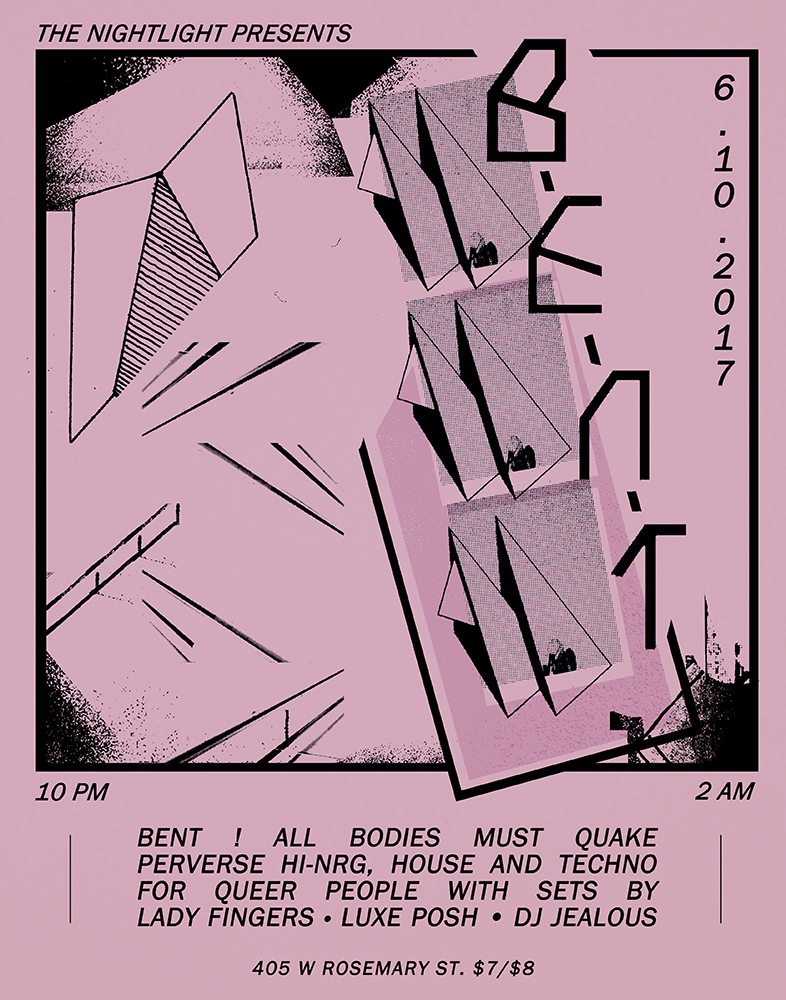 THE NIGHTLIGHT PRESENTS
B.E.N.T
6.10.2017
10 PM
2 AM
BENT ! ALL BODIES MUST QUAKE
PERVERSE HI-NRG, HOUSE AND TECHNO
FOR QUEER PEOPLE WITH SETS BY
LADY FINGERS • LUXE POSH • DJ JEALOUS
405 W ROSEMARY ST. $7/$8